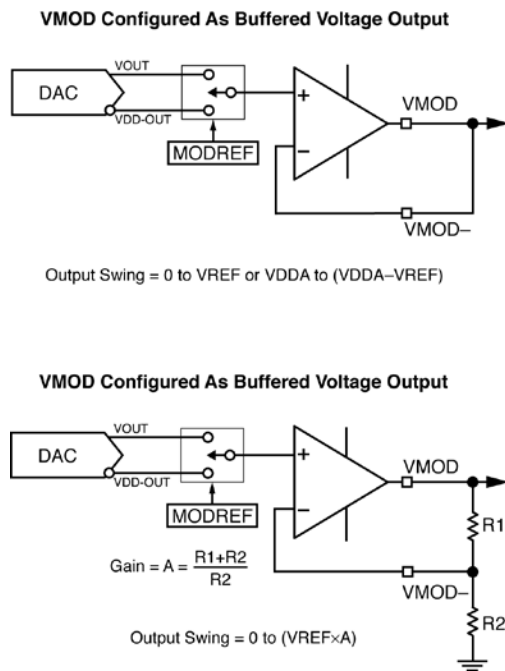 VMOD Configured As Buffered Voltage Output
VOUT
DAC
VDD-OUT
MODREF
+
−
VMOD
VMOD−
Output Swing = 0 to VREF or VDDA to (VDDA−VREF)
VMOD Configured As Buffered Voltage Output
VOUT
DAC
VDD-OUT
MODREF
+
−
VMOD
R1
Gain = A = R1+R2
R2
VMOD-
R2
Output Swing = 0 to (VREF×A)